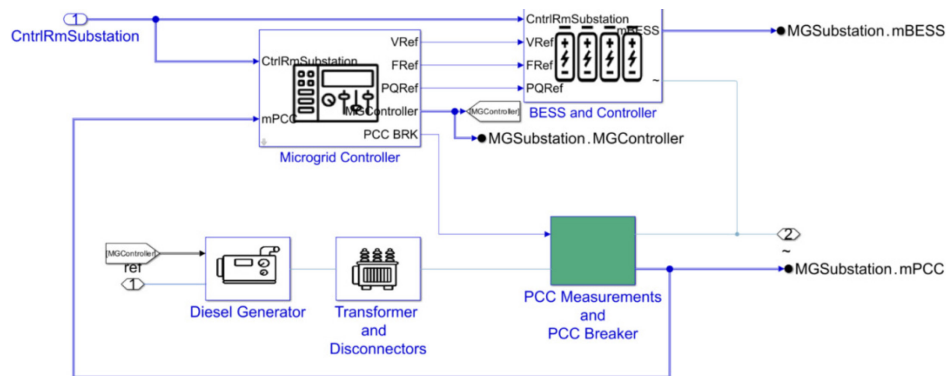 1
CntrlRmSubstation
CtrlRmSubstation
mPCC
VRef
FRef
PQRef
MGController
PCC BRK
Microgrid Controller
CntrlRmSubstation
VRef
FRef
PQRef
mBESS
~
BESS and Controller
[MGController]
MGSubstation.mBESS
MGSubstation.MGController
[MGController]
ref
1
Diesel Generator
Transformer
and
Disconnectors
PCC Measurements
and
PCC Breaker
2
~
MGSubstation.mPCC